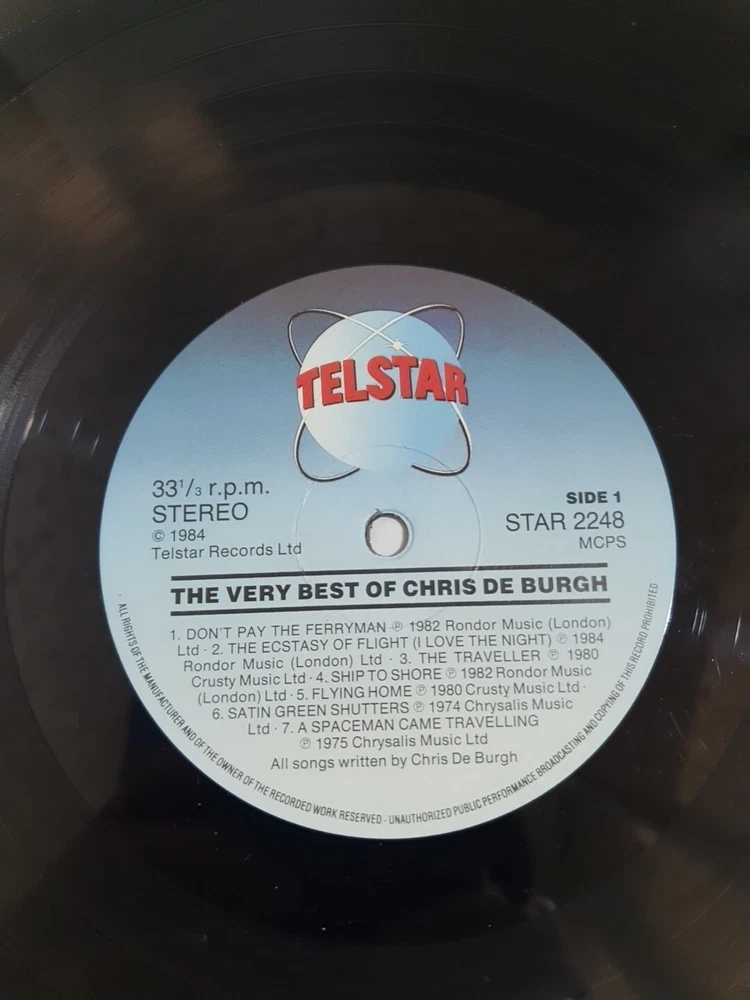 TELSTAR
33¹/₃ r.p.m.
STEREO
© 1984
Telstar Records Ltd
SIDE 1
STAR 2248
MCPS
THE VERY BEST OF CHRIS DE BURGH
1. DON'T PAY THE FERRYMAN ℗ 1982 Rondor Music (London)
Ltd · 2. THE ECSTASY OF FLIGHT (I LOVE THE NIGHT) ℗ 1984
Rondor Music (London) Ltd · 3. THE TRAVELLER ℗ 1980
Crusty Music Ltd · 4. SHIP TO SHORE ℗ 1982 Rondor Music
(London) Ltd · 5. FLYING HOME ℗ 1980 Crusty Music Ltd ·
6. SATIN GREEN SHUTTERS ℗ 1974 Chrysalis Music
Ltd · 7. A SPACEMAN CAME TRAVELLING
℗ 1975 Chrysalis Music Ltd
All songs written by Chris De Burgh
· ALL RIGHTS OF THE MANUFACTURER AND OF THE OWNER OF THE RECORDED WORK RESERVED - UNAUTHORIZED PUBLIC PERFORMANCE BROADCASTING AND COPYING OF THIS RECORD PROHIBITED ·